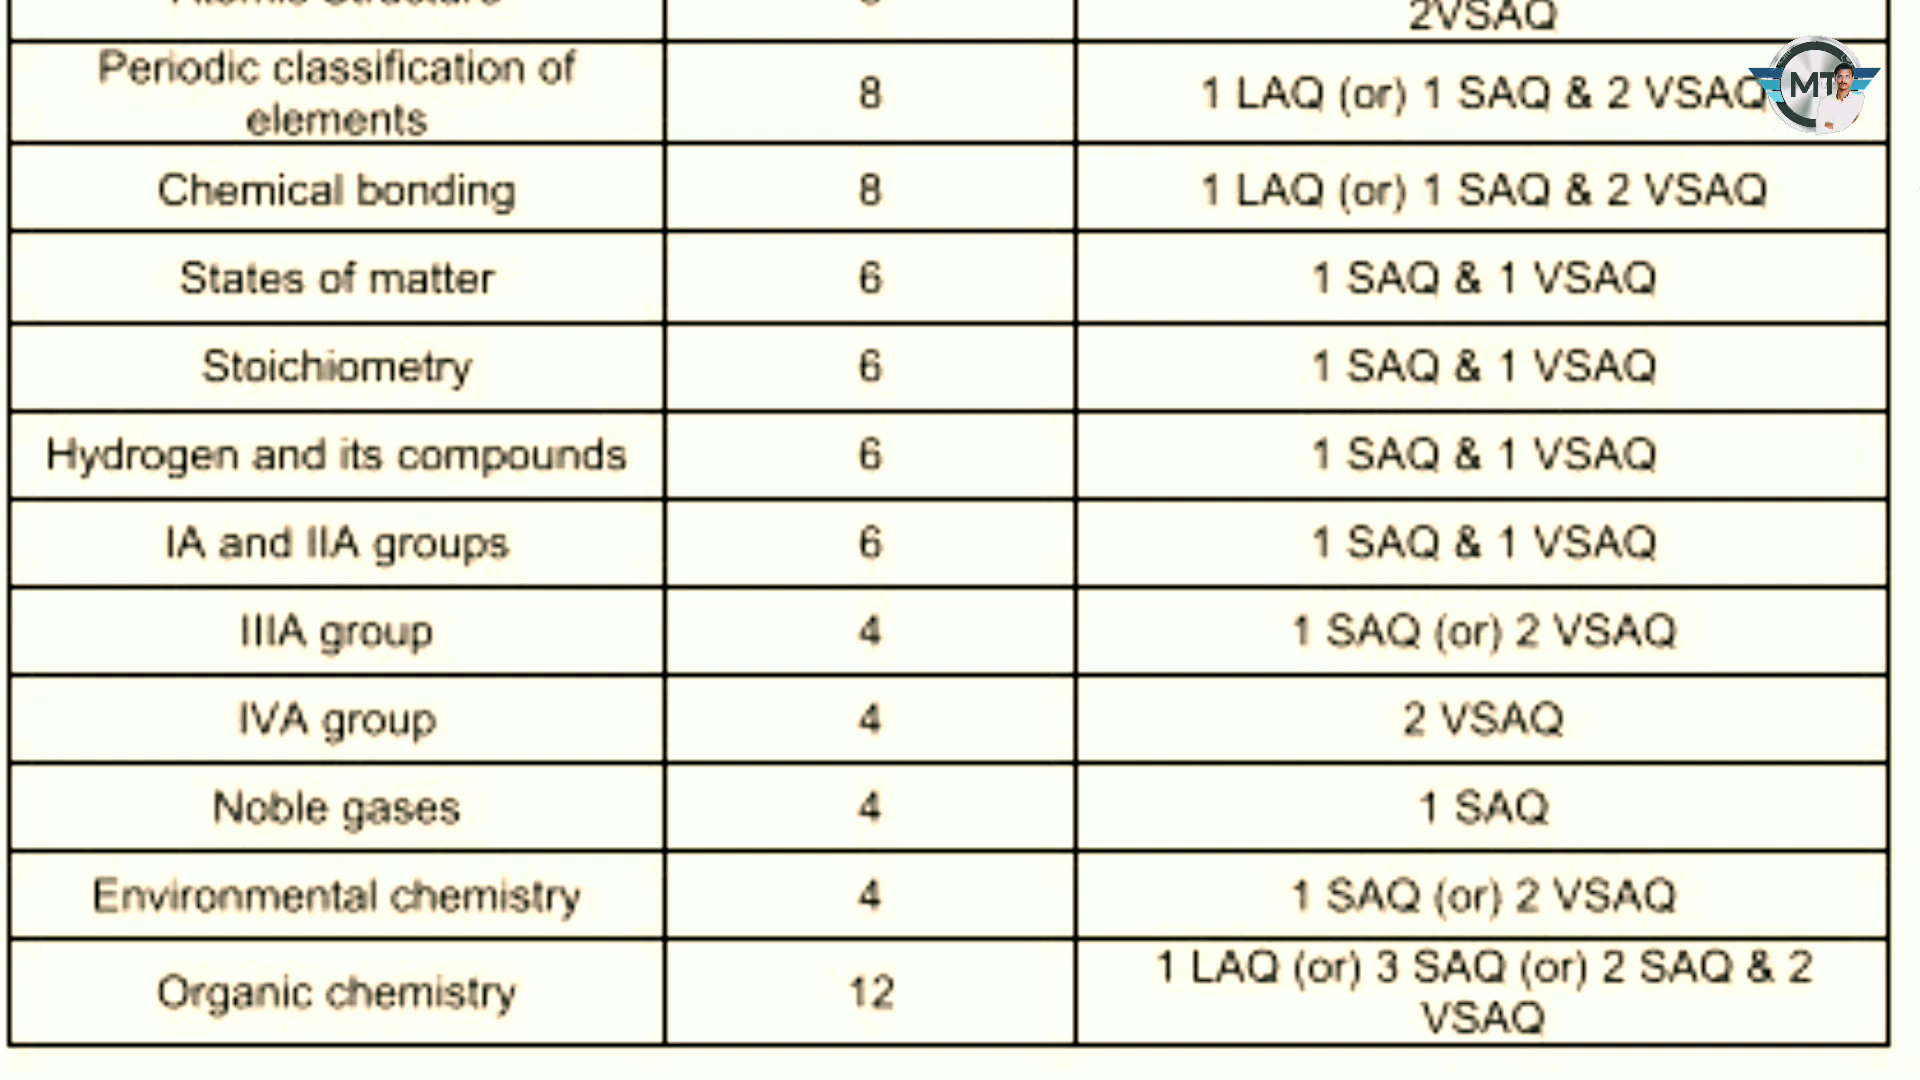 Atomic Structure 8
2VSAQ
Periodic classification of
elements
8
1 LAQ (or) 1 SAQ & 2 VSAQ
MT
Chemical bonding 8 1 LAQ (or) 1 SAQ & 2 VSAQ
States of matter 6 1 SAQ & 1 VSAQ
Stoichiometry 6 1 SAQ & 1 VSAQ
Hydrogen and its compounds 6 1 SAQ & 1 VSAQ
IA and IIA groups 6 1 SAQ & 1 VSAQ
IIIA group 4 1 SAQ (or) 2 VSAQ
IVA group 4 2 VSAQ
Noble gases 4 1 SAQ
Environmental chemistry 4 1 SAQ (or) 2 VSAQ
Organic chemistry 12 1 LAQ (or) 3 SAQ (or) 2 SAQ & 2
VSAQ